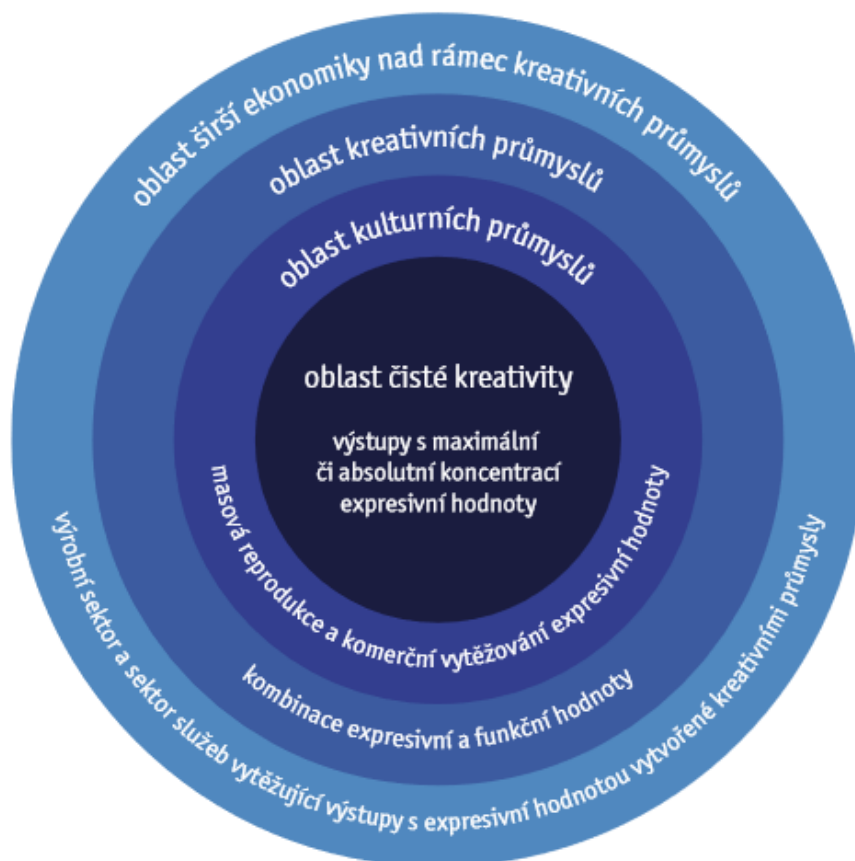 oblast širší ekonomiky nad rámec kreativních průmyslů
oblast kreativních průmyslů
oblast kulturních průmyslů
oblast čisté kreativity
výstupy s maximální
či absolutní koncentrací
expresivní hodnoty
masová reprodukce a komerční vytěžování expresivní hodnoty
kombinace expresivní a funkční hodnoty
výrobní sektor a sektor služeb vytěžující výstupy s expresivní hodnotou vytvořené kreativními průmysly